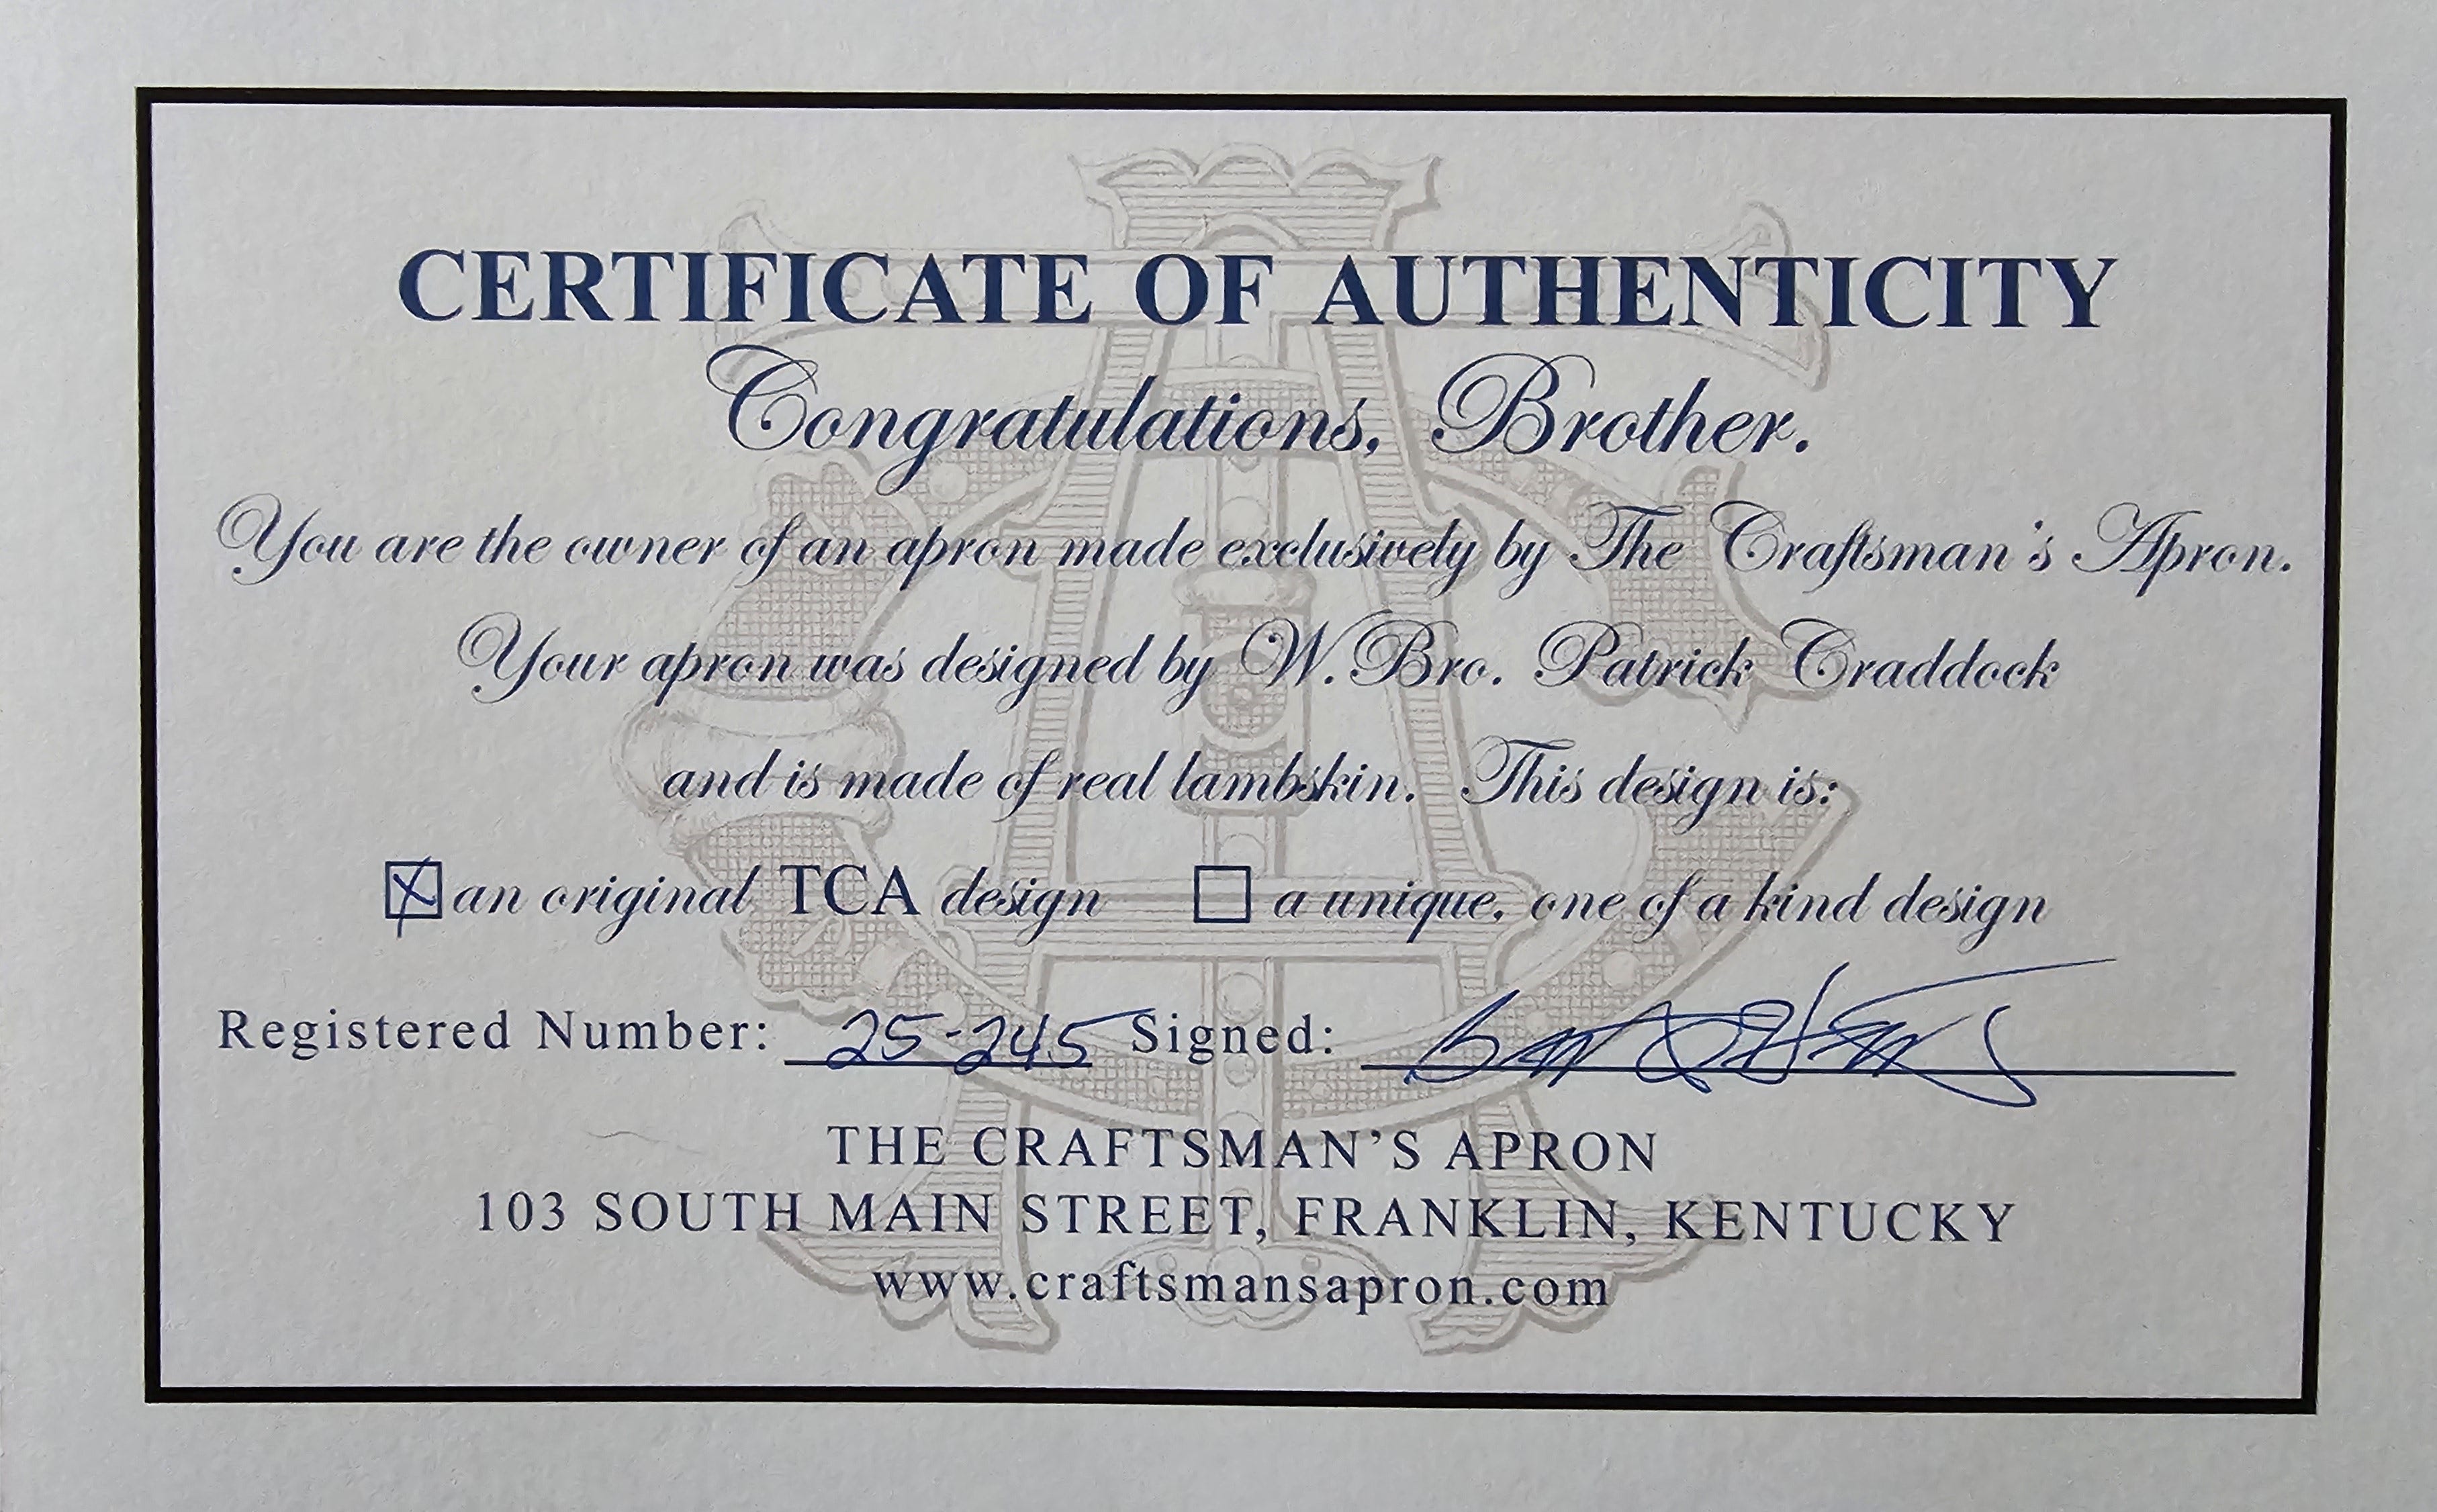 CERTIFICATE OF AUTHENTICITY
Congratulations, Brother.
You are the owner of an apron made exclusively by The Craftsman's Apron.
Your apron was designed by W. Bro. Patrick Craddock
and is made of real lambskin. This design is:
☒ an original TCA design ☐ a unique, one of a kind design
Registered Number: 25-245 Signed:
THE CRAFTSMAN'S APRON
103 SOUTH MAIN STREET, FRANKLIN, KENTUCKY
www.craftsmansapron.com